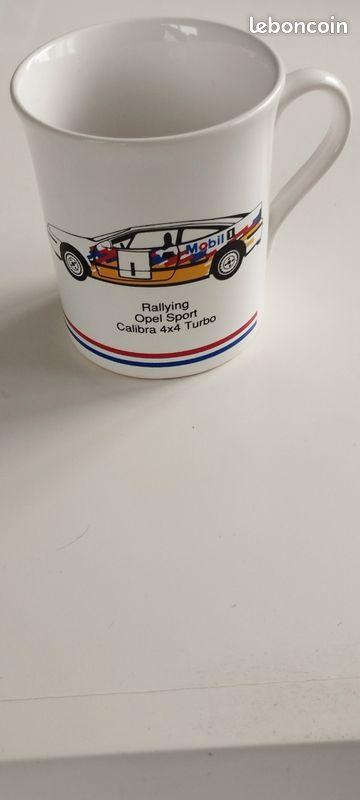 leboncoin
Mobil 1
1
Rallying
Opel Sport
Calibra 4x4 Turbo